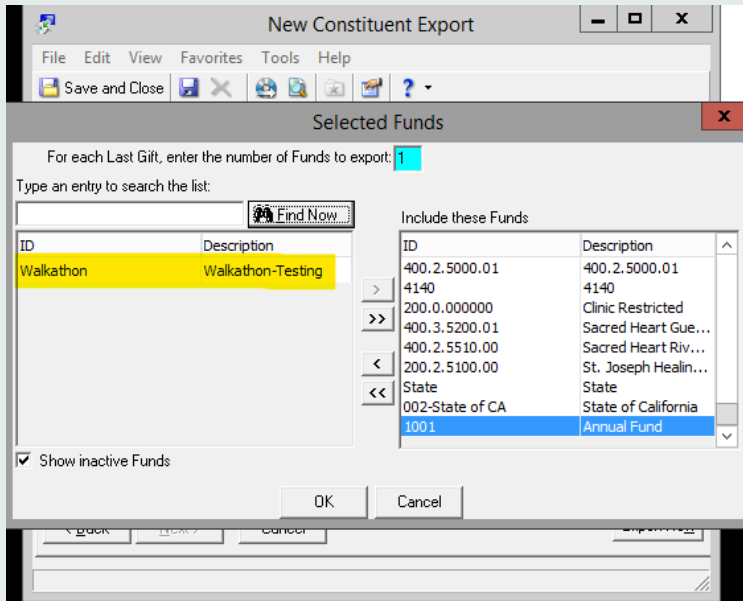 New Constituent Export
File Edit View Favorites Tools Help
Save and Close
Selected Funds
For each Last Gift, enter the number of Funds to export: 1
Type an entry to search the list:
Find Now
Include these Funds
ID Description
Walkathon Walkathon-Testing
ID Description
400.2.5000.01 400.2.5000.01
4140 4140
200.0.000000 Clinic Restricted
400.3.5200.01 Sacred Heart Gue...
400.2.5510.00 Sacred Heart Riv...
200.2.5100.00 St. Joseph Healin...
State State
002-State of CA State of California
1001 Annual Fund
> 
>>
<
<<
Show inactive Funds
OK Cancel
< Back Next > Cancel